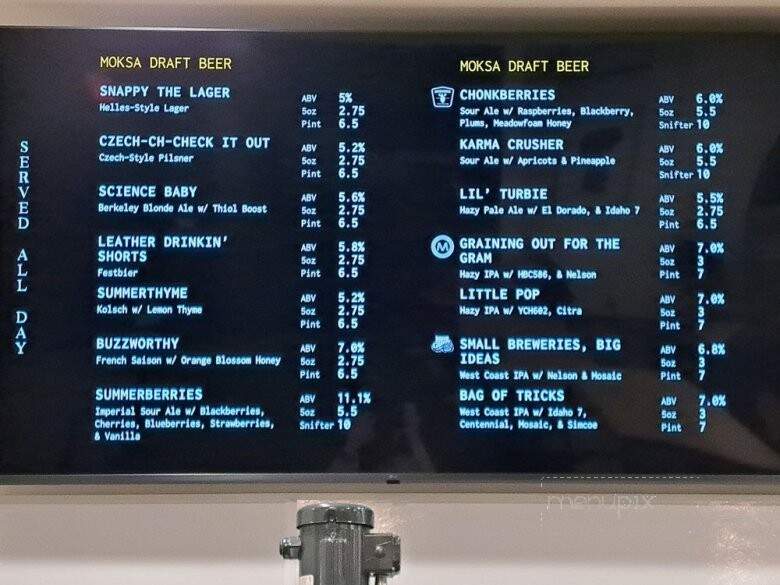 SERVED ALL DAY
MOKSA DRAFT BEER
SNAPPY THE LAGER
Helles-Style Lager
ABV 5%
5oz 2.75
Pint 6.5
CZECH-CH-CHECK IT OUT
Czech-Style Pilsner
ABV 5.2%
5oz 2.75
Pint 6.5
SCIENCE BABY
Berkeley Blonde Ale w/ Thiol Boost
ABV 5.6%
5oz 2.75
Pint 6.5
LEATHER DRINKIN'
SHORTS
Festbier
ABV 5.8%
5oz 2.75
Pint 6.5
SUMMERTHYME
Kolsch w/ Lemon Thyme
ABV 5.2%
5oz 2.75
Pint 6.5
BUZZWORTHY
French Saison w/ Orange Blossom Honey
ABV 7.0%
5oz 2.75
Pint 6.5
SUMMERBERRIES
Imperial Sour Ale w/ Blackberries,
Cherries, Blueberries, Strawberries,
& Vanilla
ABV 11.1%
5oz 5.5
Snifter 10
MOKSA DRAFT BEER
CHONKBERRIES
Sour Ale w/ Raspberries, Blackberry,
Plums, Meadowfoam Honey
ABV 6.0%
5oz 5.5
Snifter 10
KARMA CRUSHER
Sour Ale w/ Apricots & Pineapple
ABV 6.0%
5oz 5.5
Snifter 10
LIL' TURBIE
Hazy Pale Ale w/ El Dorado, & Idaho 7
ABV 5.5%
5oz 2.75
Pint 6.5
M
GRAINING OUT FOR THE
GRAM
Hazy IPA w/ HBC586, & Nelson
ABV 7.0%
5oz 3
Pint 7
LITTLE POP
Hazy IPA w/ YCH602, Citra
ABV 7.0%
5oz 3
Pint 7
SMALL BREWERIES, BIG
IDEAS
West Coast IPA w/ Nelson & Mosaic
ABV 6.8%
5oz 3
Pint 7
BAG OF TRICKS
West Coast IPA w/ Idaho 7,
Centennial, Mosaic, & Simcoe
ABV 7.0%
5oz 3
Pint 7
menupix